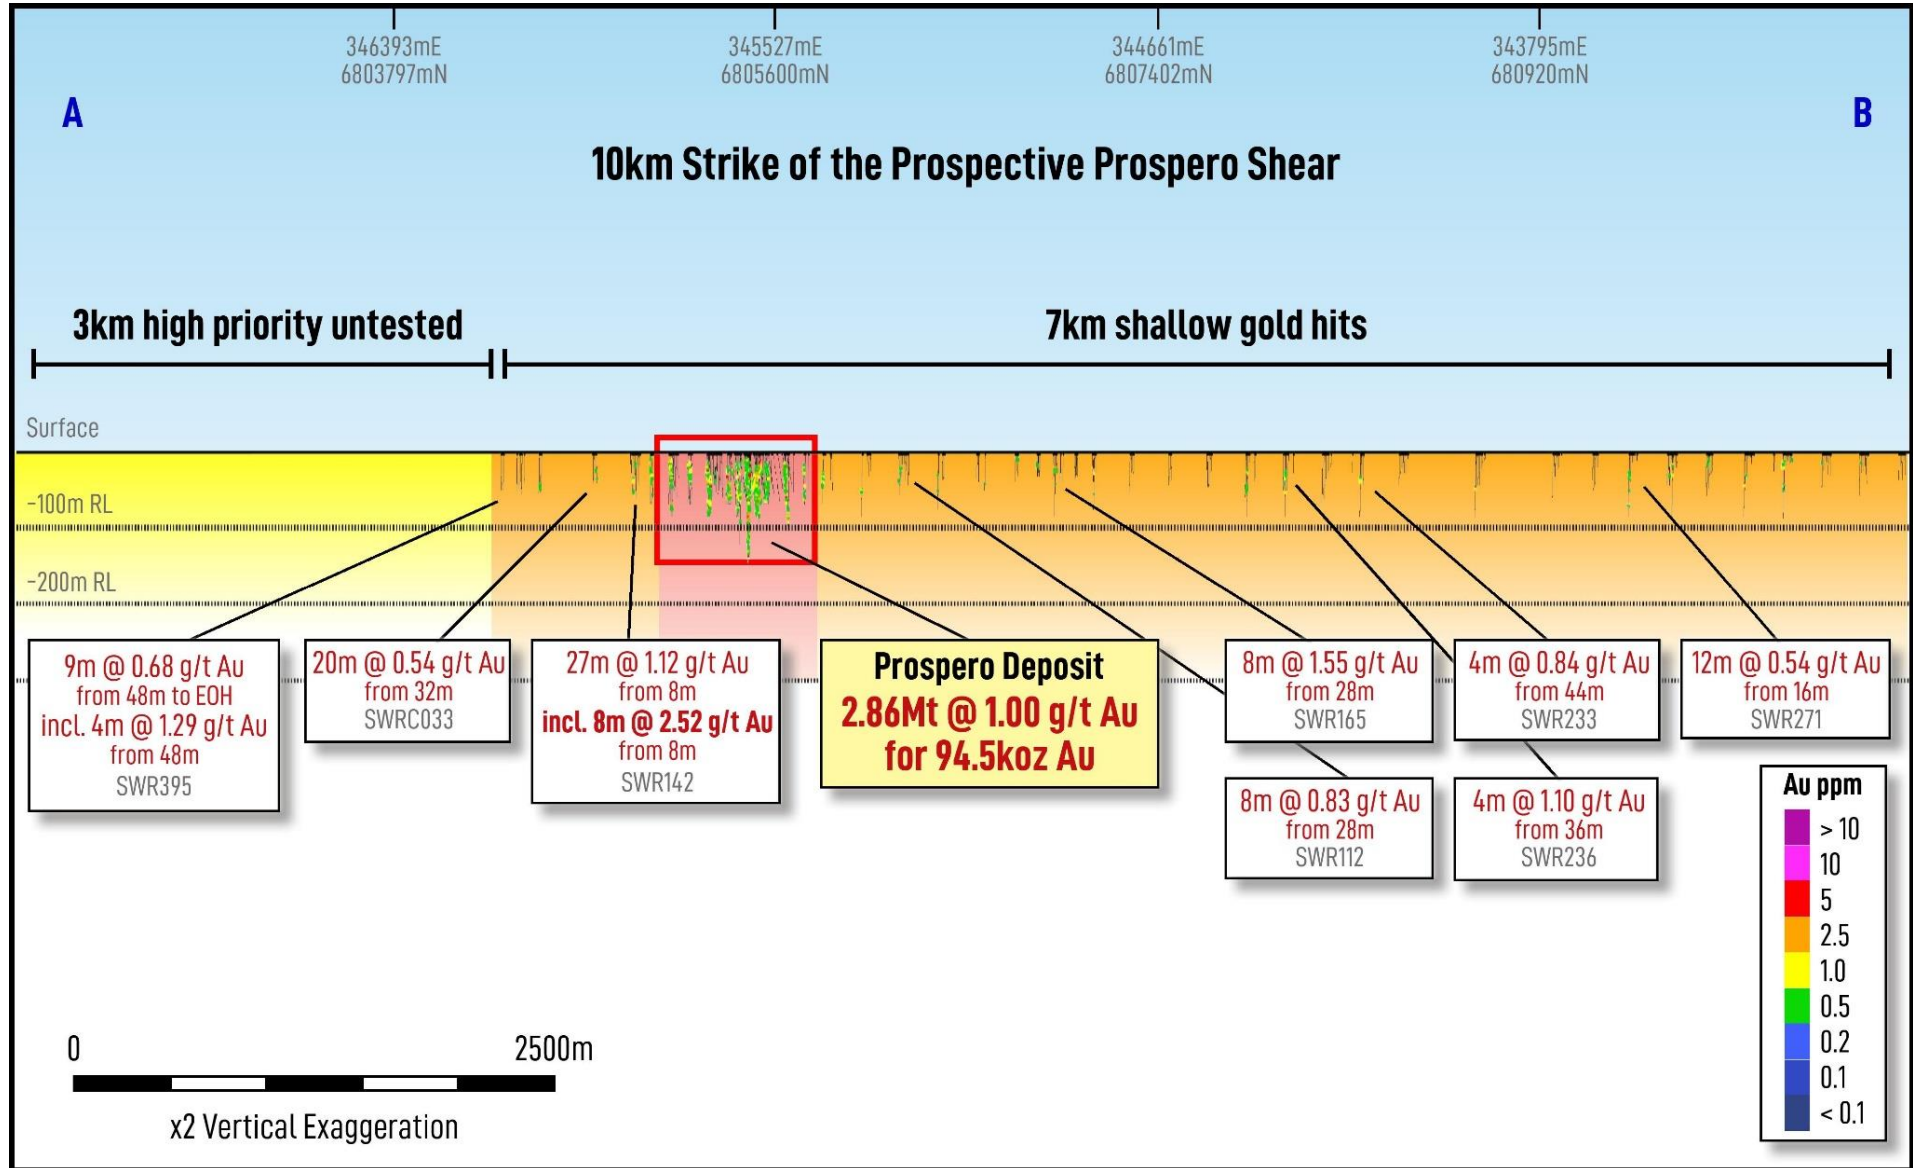 346393mE
6803797mN
345527mE
6805600mN
344661mE
6807402mN
343795mE
680920mN
A
B
10km Strike of the Prospective Prospero Shear
3km high priority untested
7km shallow gold hits
Surface
-100m RL
-200m RL
9m @ 0.68 g/t Au
from 48m to EOH
incl. 4m @ 1.29 g/t Au
from 48m
SWR395
20m @ 0.54 g/t Au
from 32m
SWRC033
27m @ 1.12 g/t Au
from 8m
incl. 8m @ 2.52 g/t Au
from 8m
SWR142
Prospero Deposit
2.86Mt @ 1.00 g/t Au
for 94.5koz Au
8m @ 1.55 g/t Au
from 28m
SWR165
4m @ 0.84 g/t Au
from 44m
SWR233
12m @ 0.54 g/t Au
from 16m
SWR271
8m @ 0.83 g/t Au
from 28m
SWR112
4m @ 1.10 g/t Au
from 36m
SWR236
Au ppm
> 10
10
5
2.5
1.0
0.5
0.2
0.1
< 0.1
0 2500m
x2 Vertical Exaggeration